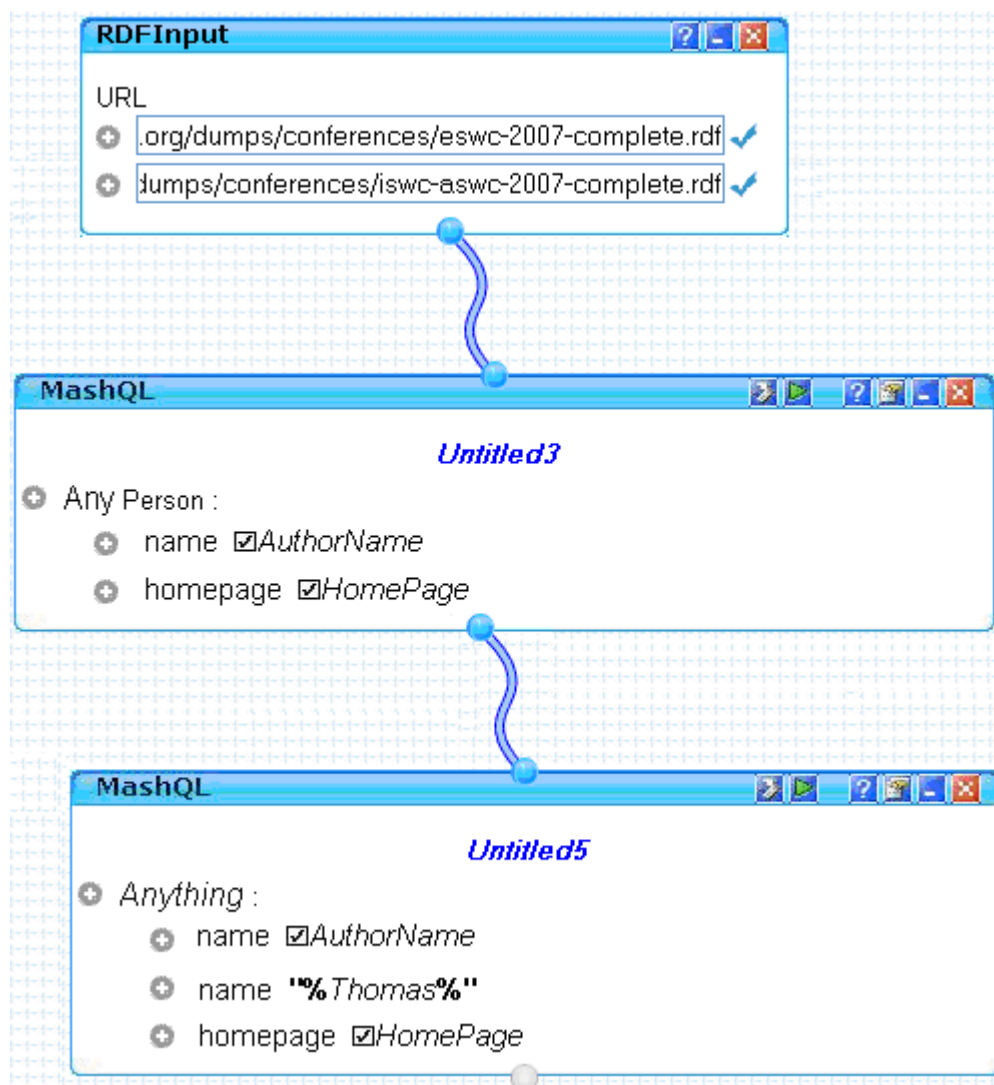 RDFInput
URL
.org/dumps/conferences/eswc-2007-complete.rdf
dumps/conferences/iswc-aswc-2007-complete.rdf
MashQL
Untitled3
Any Person :
name AuthorName
homepage HomePage
MashQL
Untitled5
Anything :
name AuthorName
name "%Thomas%"
homepage HomePage